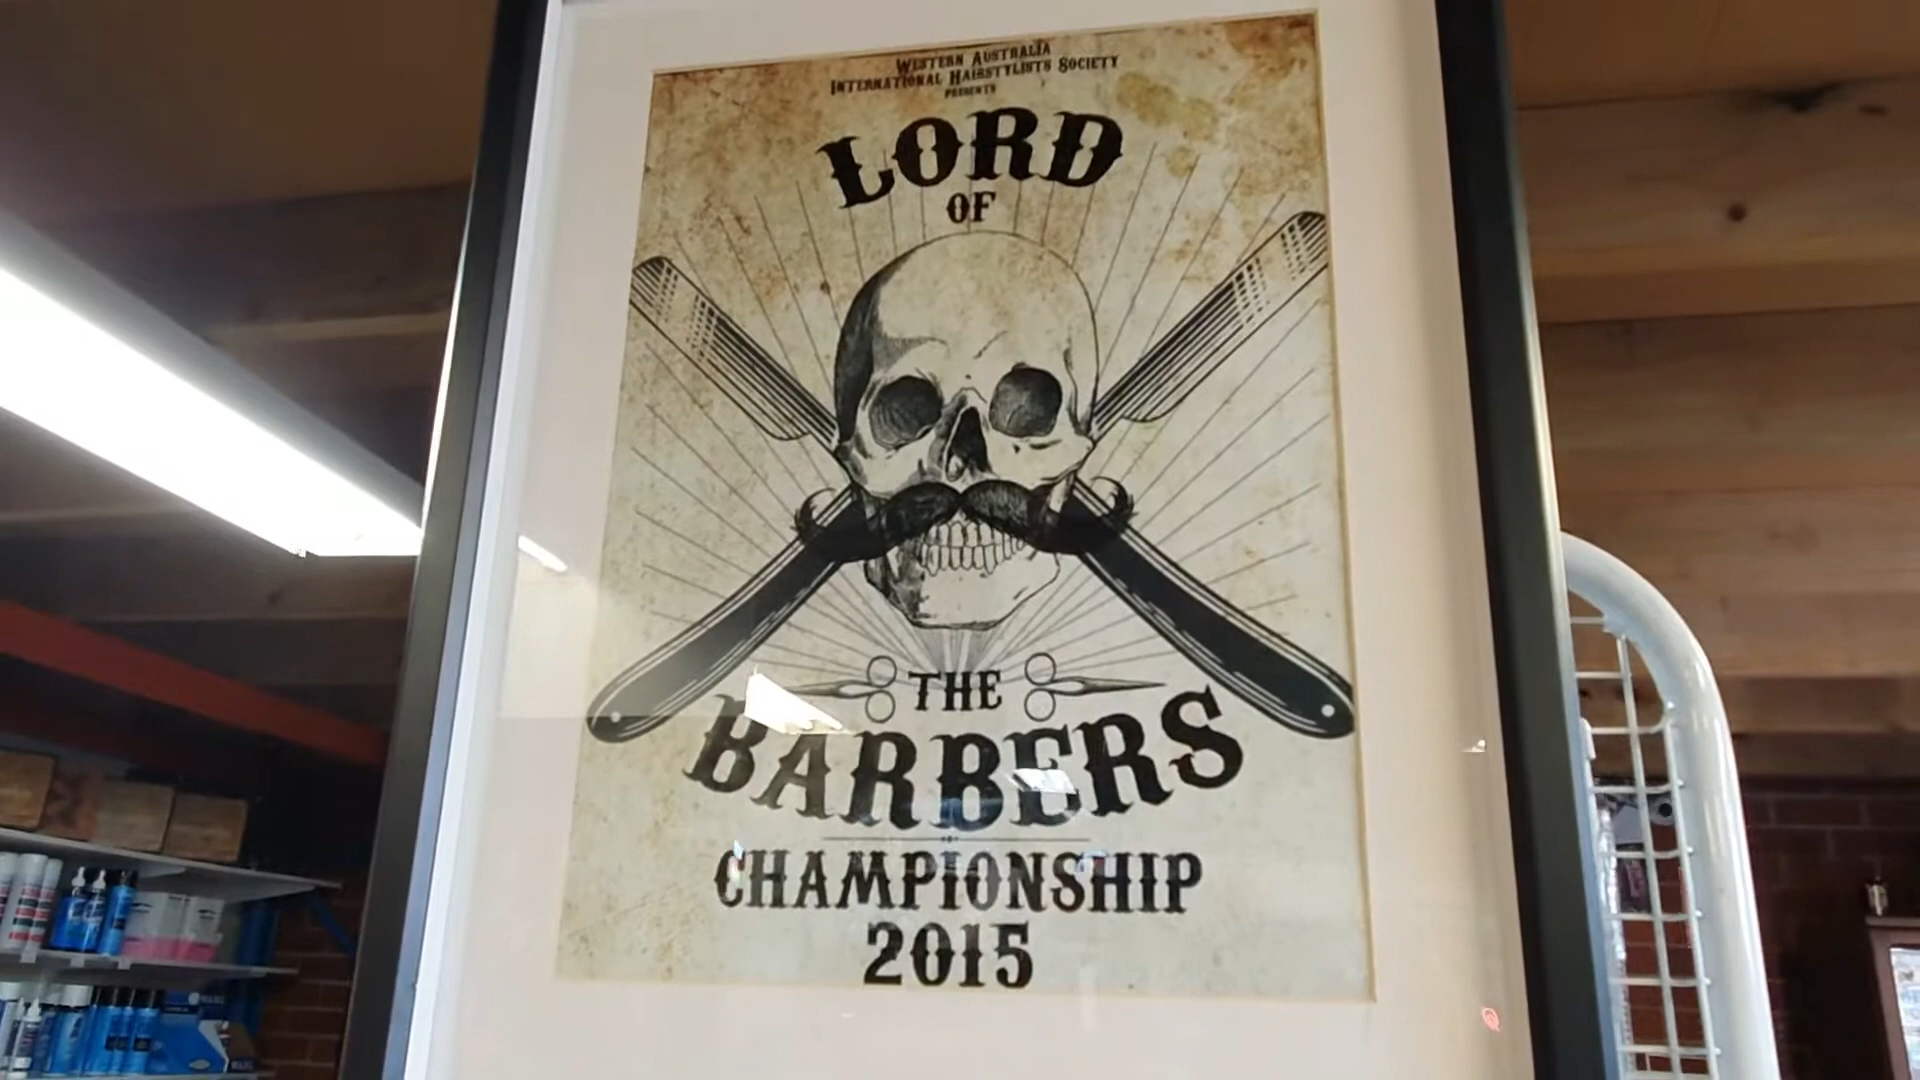 WESTERN AUSTRALIA
INTERNATIONAL HAIRSTYLISTS SOCIETY
PRESENTS
LORD
OF
THE
BARBERS
CHAMPIONSHIP
2015